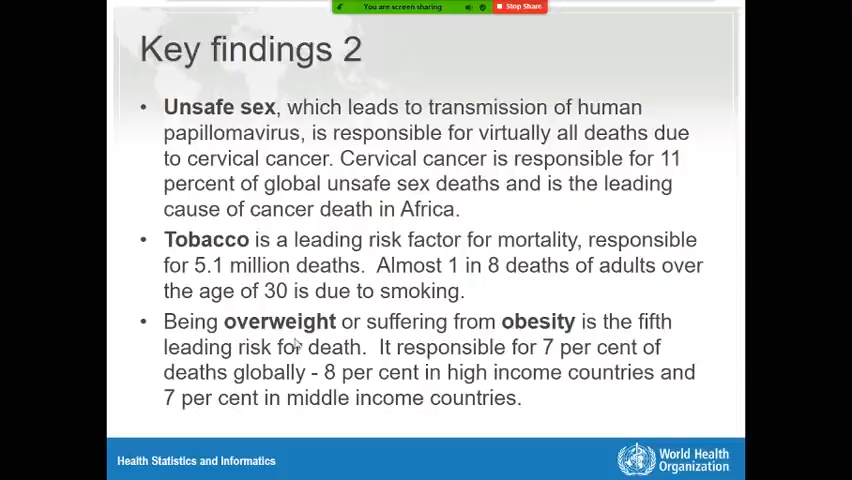 You are screen sharing
Stop Share
Key findings 2
• Unsafe sex, which leads to transmission of human
papillomavirus, is responsible for virtually all deaths due
to cervical cancer. Cervical cancer is responsible for 11
percent of global unsafe sex deaths and is the leading
cause of cancer death in Africa.
• Tobacco is a leading risk factor for mortality, responsible
for 5.1 million deaths. Almost 1 in 8 deaths of adults over
the age of 30 is due to smoking.
• Being overweight or suffering from obesity is the fifth
leading risk for death. It responsible for 7 per cent of
deaths globally - 8 per cent in high income countries and
7 per cent in middle income countries.
Health Statistics and Informatics
World Health
Organization